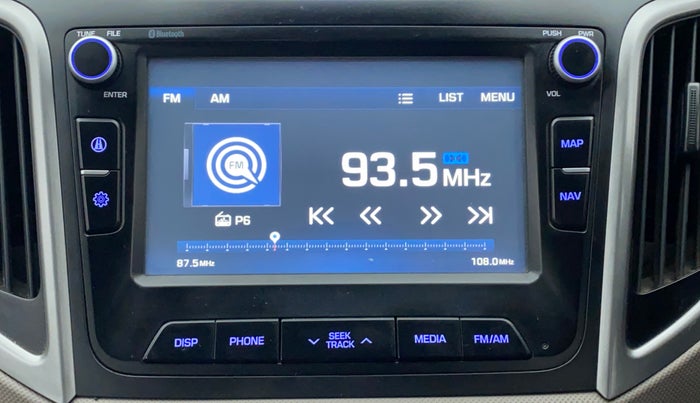 TUNE FILE
Bluetooth
PUSH PWR
ENTER
VOL
FM AM LIST MENU
MAP
FM
93.5 MHz
NAV
P6
87.5 MHz 108.0 MHz
DISP PHONE SEEK TRACK MEDIA FM/AM